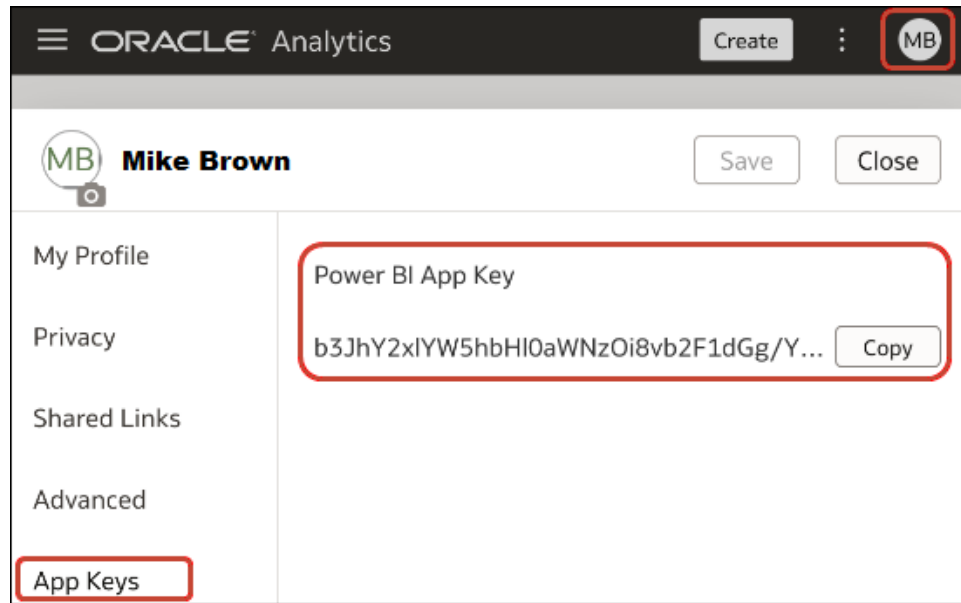 ORACLE Analytics Create MB
MB Mike Brown Save Close
My Profile
Power BI App Key
Privacy
b3JhY2xlYW5hbHl0aWNzOi8vb2F1dGg/Y... Copy
Shared Links
Advanced
App Keys